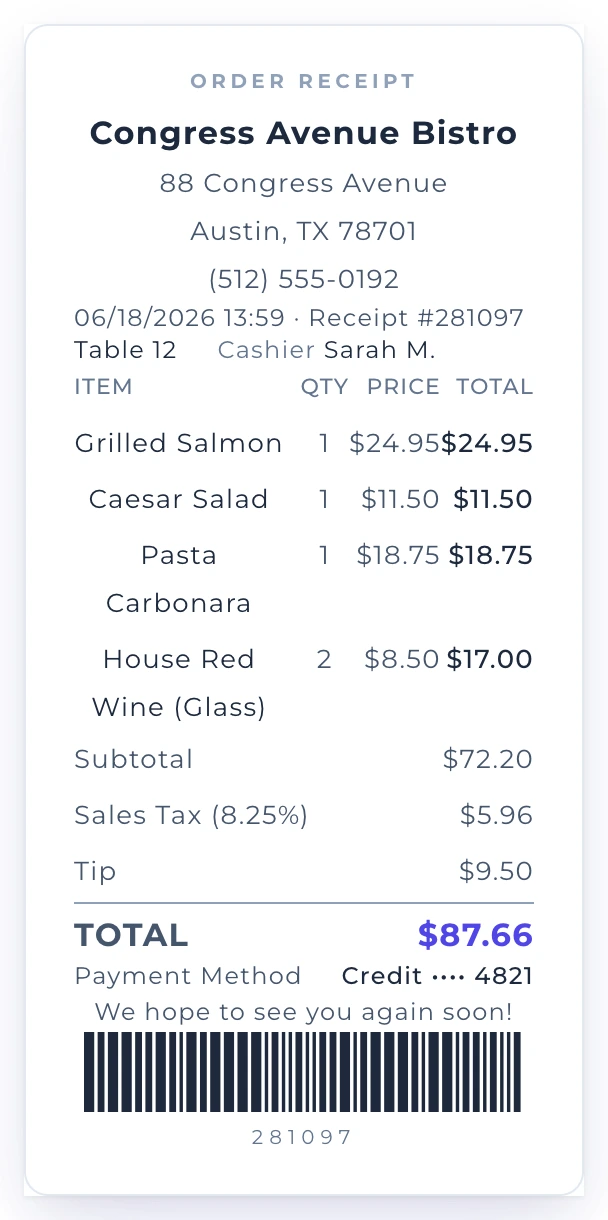 ORDER RECEIPT
Congress Avenue Bistro
88 Congress Avenue
Austin, TX 78701
(512) 555-0192
06/18/2026 13:59 · Receipt #281097
Table 12 Cashier Sarah M.
ITEM QTY PRICE TOTAL
Grilled Salmon 1 $24.95 $24.95
Caesar Salad 1 $11.50 $11.50
Pasta 1 $18.75 $18.75
Carbonara
House Red 2 $8.50 $17.00
Wine (Glass)
Subtotal $72.20
Sales Tax (8.25%) $5.96
Tip $9.50
TOTAL $87.66
Payment Method Credit •••• 4821
We hope to see you again soon!
281097